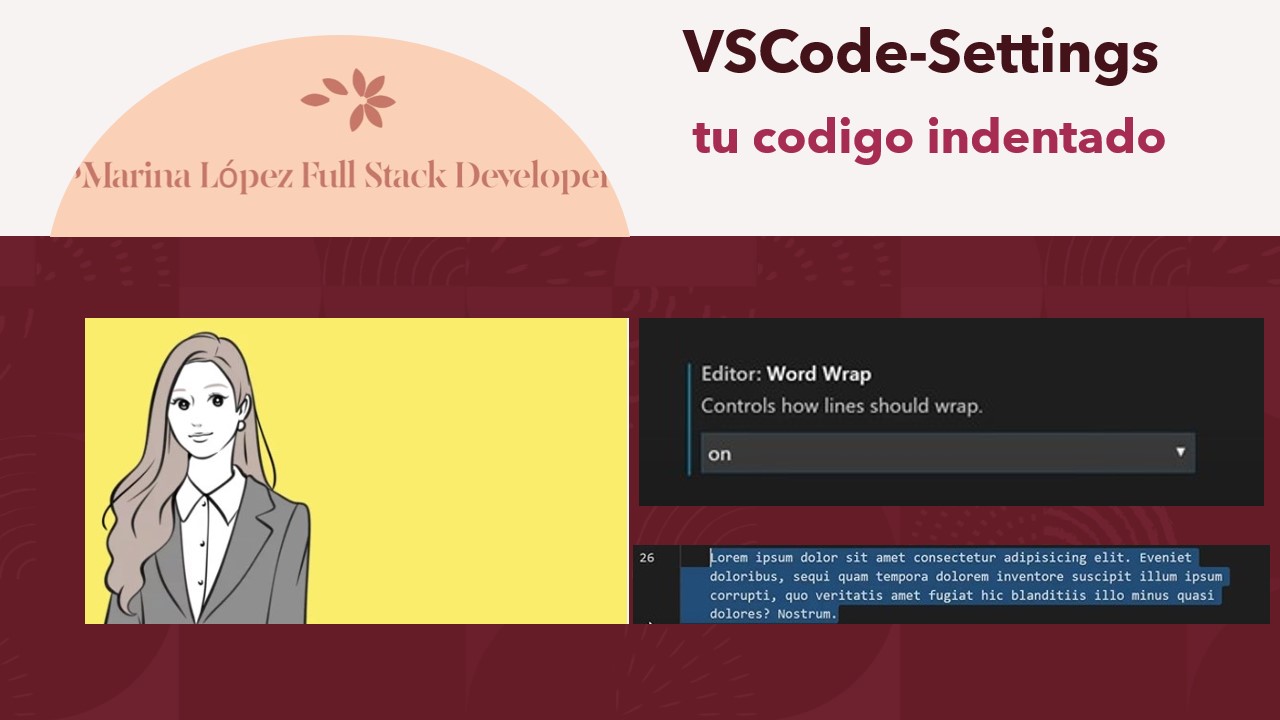 VSCode-Settings
tu codigo indentado
Marina López Full Stack Developer
Editor: Word Wrap
Controls how lines should wrap.
on
26
Lorem ipsum dolor sit amet consectetur adipisicing elit. Eveniet
doloribus, sequi quam tempora dolorem inventore suscipit illum ipsum
corrupti, quo veritatis amet fugiat hic blanditiis illo minus quasi
dolores? Nostrum.